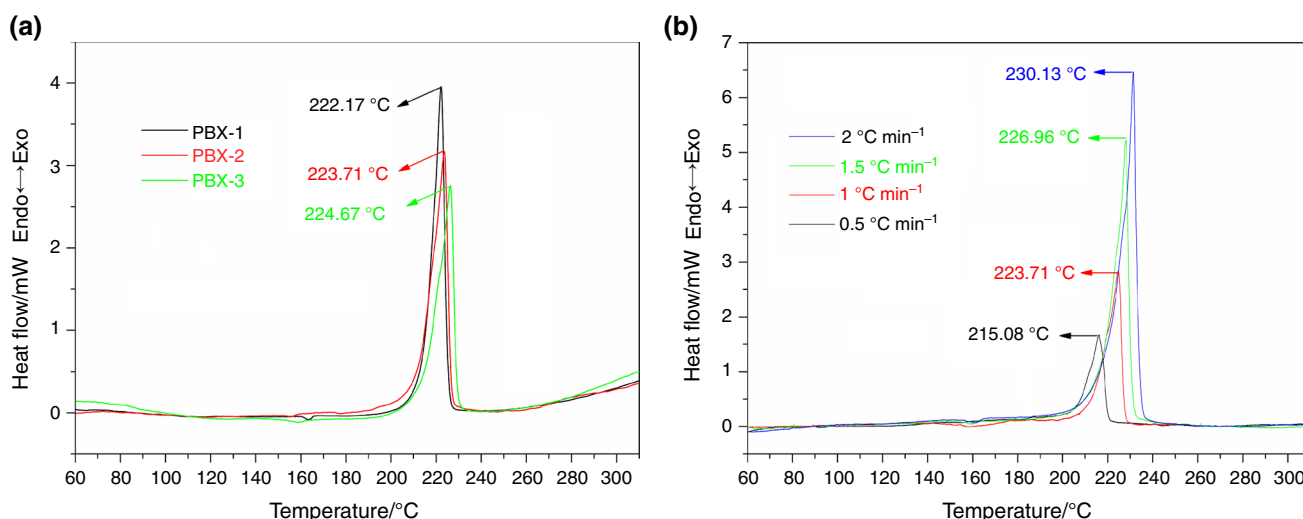 (a)
Heat flow/mW Endo←→Exo
4
3
2
1
0
222.17 °C
223.71 °C
224.67 °C
PBX-1
PBX-2
PBX-3
60 80 100 120 140 160 180 200 220 240 260 280 300
Temperature/°C
(b)
Heat flow/mW Endo←→Exo
7
6
5
4
3
2
1
0
230.13 °C
226.96 °C
223.71 °C
215.08 °C
2 °C min⁻¹
1.5 °C min⁻¹
1 °C min⁻¹
0.5 °C min⁻¹
60 80 100 120 140 160 180 200 220 240 260 280 300
Temperature/°C